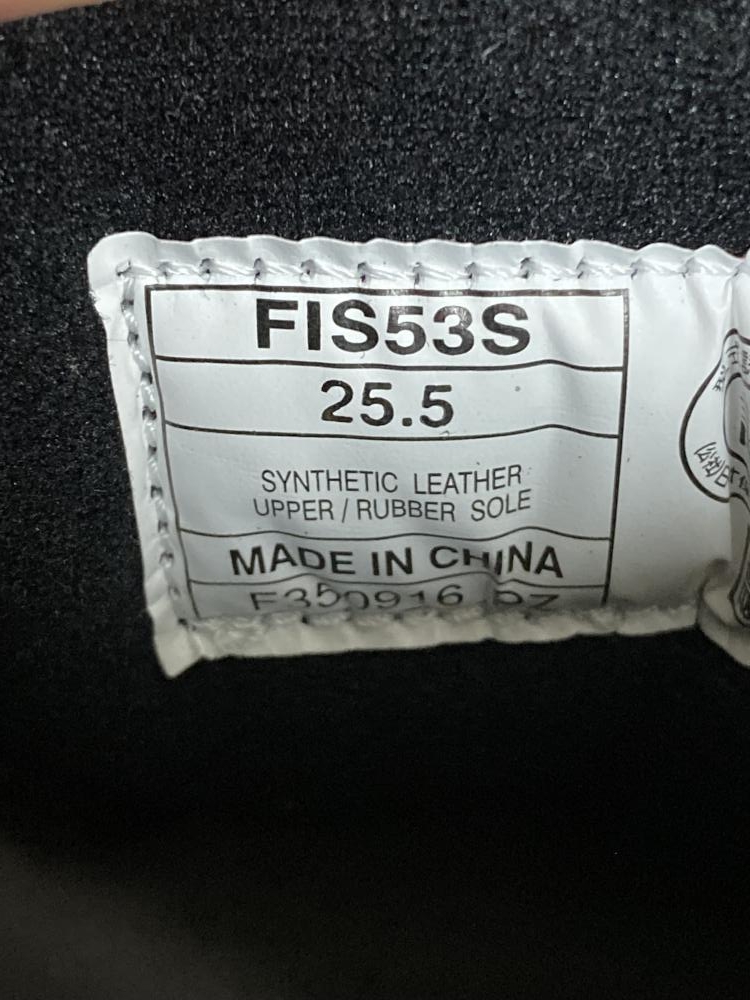 FIS53S
25.5
SYNTHETIC LEATHER
UPPER / RUBBER SOLE
MADE IN CHINA